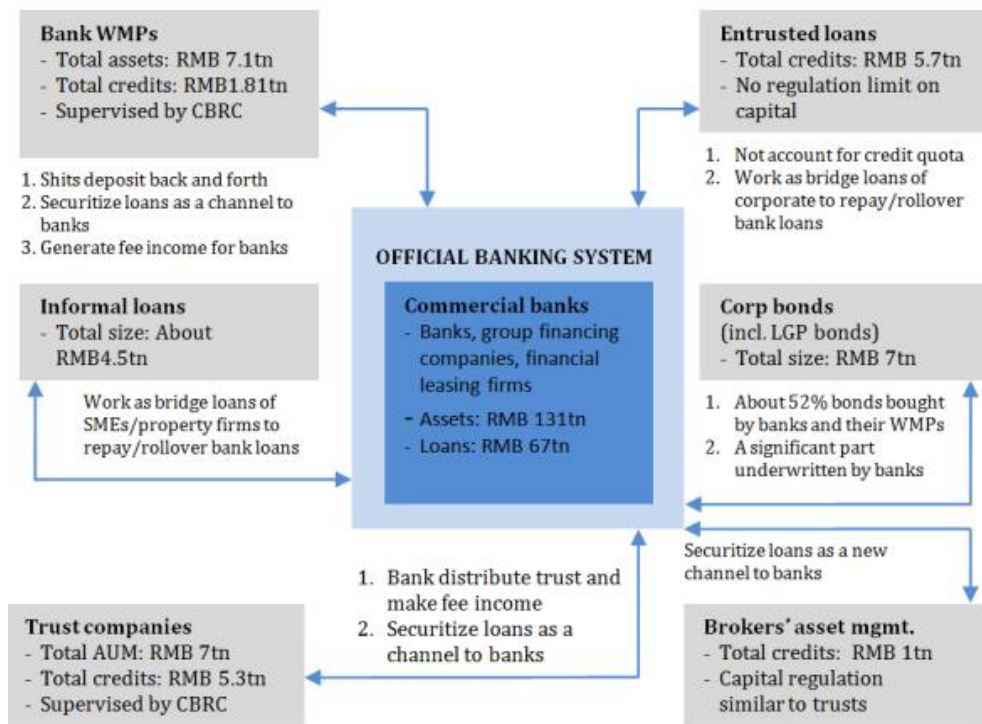 Bank WMPs
- Total assets: RMB 7.1tn
- Total credits: RMB1.81tn
- Supervised by CBRC
1. Shits deposit back and forth
2. Securitize loans as a channel to
banks
3. Generate fee income for banks
Entrusted loans
- Total credits: RMB 5.7tn
- No regulation limit on
capital
1. Not account for credit quota
2. Work as bridge loans of
corporate to repay/rollover
bank loans
OFFICIAL BANKING SYSTEM
Commercial banks
- Banks, group financing
companies, financial
leasing firms
- Assets: RMB 131tn
- Loans: RMB 67tn
Informal loans
- Total size: About
RMB4.5tn
Work as bridge loans of
SMEs/property firms to
repay/rollover bank loans
Corp bonds
(incl. LGP bonds)
- Total size: RMB 7tn
1. About 52% bonds bought
by banks and their WMPs
2. A significant part
underwritten by banks
1. Bank distribute trust and
make fee income
2. Securitize loans as a
channel to banks
Securitize loans as a new
channel to banks
Trust companies
- Total AUM: RMB 7tn
- Total credits: RMB 5.3tn
- Supervised by CBRC
Brokers' asset mgmt.
- Total credits: RMB 1tn
- Capital regulation
similar to trusts